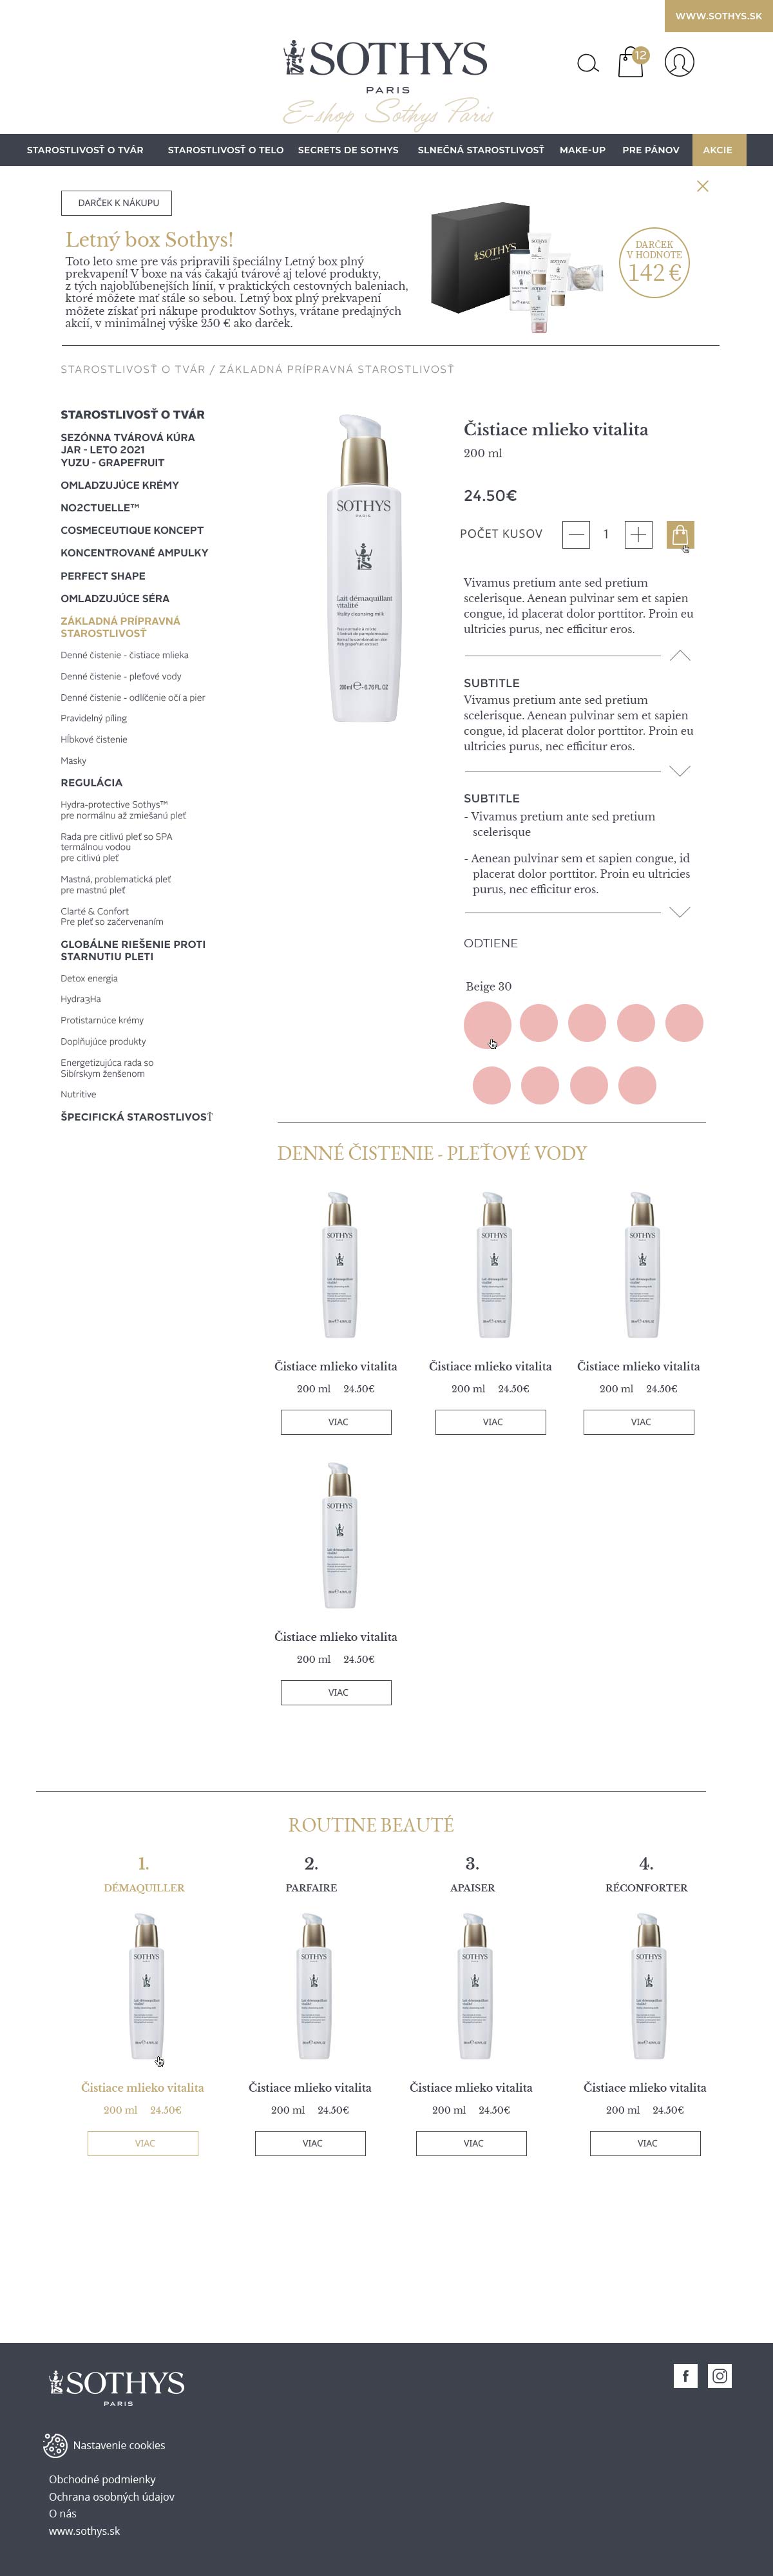 WWW.SOTHYS.SK
SOTHYS
PARIS
E-shop Sothys Paris
12
STAROSTLIVOSŤ O TVÁR
STAROSTLIVOSŤ O TELO
SECRETS DE SOTHYS
SLNEČNÁ STAROSTLIVOSŤ
MAKE-UP
PRE PÁNOV
AKCIE
DARČEK K NÁKUPU
Letný box Sothys!
Toto leto sme pre vás pripravili špeciálny Letný box plný
prekvapení! V boxe na vás čakajú tvárové aj telové produkty,
z tých najobľúbenejších línií, v praktických cestovných baleniach,
ktoré môžete mať stále so sebou. Letný box plný prekvapení
môžete získať pri nákupe produktov Sothys, vrátane predajných
akcií, v minimálnej výške 250 € ako darček.
SOTHYS
DARČEK
V HODNOTE
142 €
STAROSTLIVOSŤ O TVÁR / ZÁKLADNÁ PRÍPRAVNÁ STAROSTLIVOSŤ
STAROSTLIVOSŤ O TVÁR
SEZÓNNA TVÁROVÁ KÚRA
JAR - LETO 2021
YUZU - GRAPEFRUIT
OMLADZUJÚCE KRÉMY
NO2CTUELLE™
COSMECEUTIQUE KONCEPT
KONCENTROVANÉ AMPULKY
PERFECT SHAPE
OMLADZUJÚCE SÉRA
ZÁKLADNÁ PRÍPRAVNÁ
STAROSTLIVOSŤ
Denné čistenie - čistiace mlieka
Denné čistenie - pleťové vody
Denné čistenie - odlíčenie očí a pier
Pravidelný píling
Hĺbkové čistenie
Masky
REGULÁCIA
Hydra-protective Sothys™
pre normálnu až zmiešanú pleť
Rada pre citlivú pleť so SPA
termálnou vodou
pre citlivú pleť
Mastná, problematická pleť
pre mastnú pleť
Clarté & Confort
Pre pleť so začervenaním
GLOBÁLNE RIEŠENIE PROTI
STARNUTIU PLETI
Detox energia
Hydra3Ha
Protistarnúce krémy
Doplňujúce produkty
Energetizujúca rada so
Sibírskym ženšenom
Nutritive
ŠPECIFICKÁ STAROSTLIVOSŤ
SOTHYS
PARIS
Lait démaquillant
vitalité
Vitality cleansing milk
200 ml e - 6.76 FL. OZ
Čistiace mlieko vitalita
200 ml
24.50€
POČET KUSOV
1
Vivamus pretium ante sed pretium
scelerisque. Aenean pulvinar sem et sapien
congue, id placerat dolor porttitor. Proin eu
ultricies purus, nec efficitur eros.
SUBTITLE
Vivamus pretium ante sed pretium
scelerisque. Aenean pulvinar sem et sapien
congue, id placerat dolor porttitor. Proin eu
ultricies purus, nec efficitur eros.
SUBTITLE
- Vivamus pretium ante sed pretium
scelerisque
- Aenean pulvinar sem et sapien congue, id
placerat dolor porttitor. Proin eu ultricies
purus, nec efficitur eros.
ODTIENE
Beige 30
DENNÉ ČISTENIE - PLEŤOVÉ VODY
SOTHYS
SOTHYS
SOTHYS
Čistiace mlieko vitalita
Čistiace mlieko vitalita
Čistiace mlieko vitalita
200 ml 24.50€
200 ml 24.50€
200 ml 24.50€
VIAC
VIAC
VIAC
SOTHYS
Čistiace mlieko vitalita
200 ml 24.50€
VIAC
ROUTINE BEAUTÉ
1.
2.
3.
4.
DÉMAQUILLER
PARFAIRE
APAISER
RÉCONFORTER
SOTHYS
SOTHYS
SOTHYS
SOTHYS
Čistiace mlieko vitalita
Čistiace mlieko vitalita
Čistiace mlieko vitalita
Čistiace mlieko vitalita
200 ml 24.50€
200 ml 24.50€
200 ml 24.50€
200 ml 24.50€
VIAC
VIAC
VIAC
VIAC
SOTHYS
PARIS
Nastavenie cookies
Obchodné podmienky
Ochrana osobných údajov
O nás
www.sothys.sk